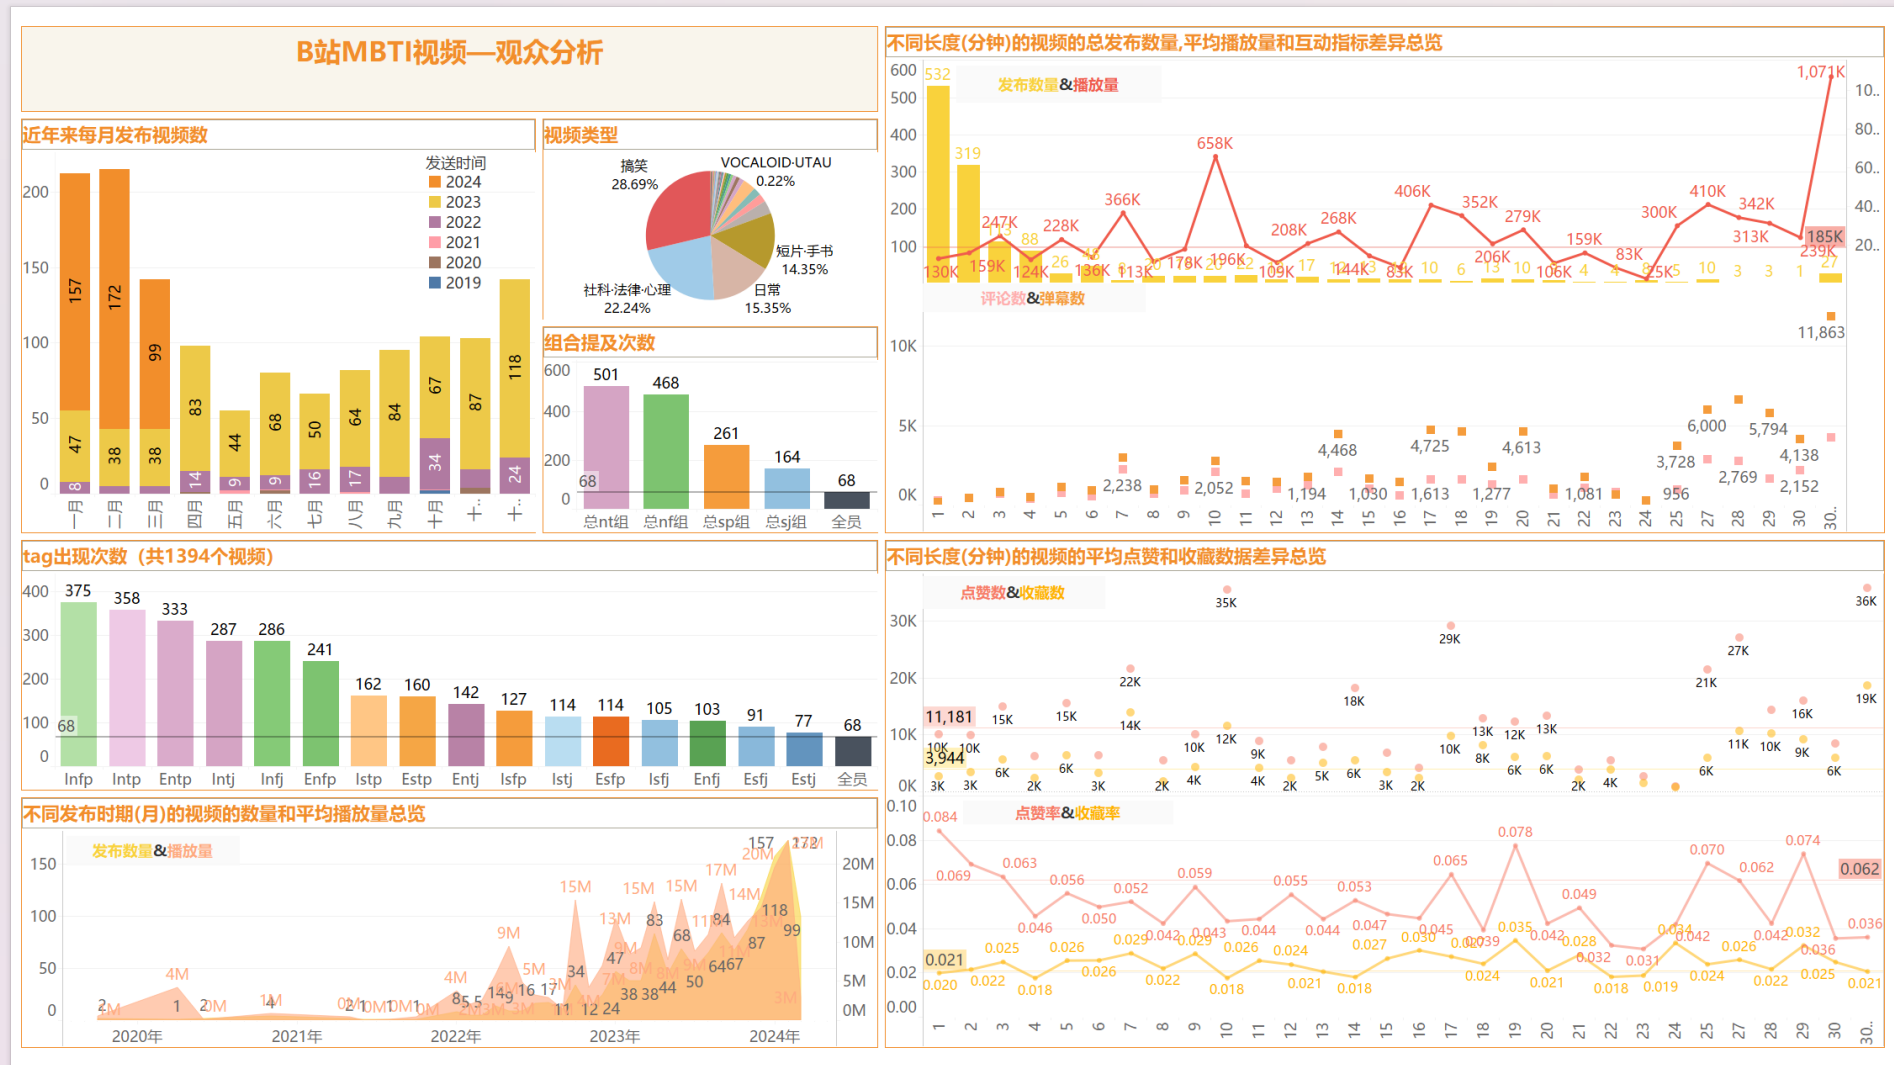 B站MBTI视频—观众分析
近年来每月发布视频数
发送时间
2024
2023
2022
2021
2020
2019
200
150
100
50
0
157
47
8
172
38
99
38
83
14
44
9
68
9
50
16
64
17
84
67
34
87
118
24
一月
二月
三月
四月
五月
六月
七月
八月
九月
十月
十..
十..
视频类型
搞笑
28.69%
VOCALOID·UTAU
0.22%
短片·手书
14.35%
日常
15.35%
社科·法律·心理
22.24%
组合提及次数
600
400
200
0
501
468
261
164
68
68
总nt组
总nf组
总sp组
总sj组
全员
tag出现次数（共1394个视频）
400
300
200
100
0
375
358
333
287
286
241
162
160
142
127
114
114
105
103
91
77
68
68
Infp
Intp
Entp
Intj
Infj
Enfp
Istp
Estp
Entj
Isfp
Istj
Esfp
Isfj
Enfj
Esfj
Estj
全员
不同发布时期(月)的视频的数量和平均播放量总览
发布数量&播放量
150
100
50
0
20M
15M
10M
5M
0M
2
4M
1
2
0M
1M
4
2
1
0M
1
0M
1
0M
4M
8
5
5
9M
14
9
5M
16
17
11
34
15M
12
24
13M
47
38
15M
38
83
44
15M
68
50
17M
84
64
67
14M
87
20M
118
157
172
99
3M
2020年
2021年
2022年
2023年
2024年
不同长度(分钟)的视频的总发布数量,平均播放量和互动指标差异总览
发布数量&播放量
600
500
400
300
200
100
10..
80..
60..
40..
20..
532
319
113
88
26
22
17
10
6
13
10
4
10
3
3
1
27
130K
159K
247K
124K
228K
136K
366K
113K
178K
658K
196K
109K
208K
268K
144K
406K
83K
352K
206K
279K
106K
159K
83K
25K
300K
410K
313K
342K
239K
1,071K
185K
评论数&弹幕数
10K
5K
0K
2,238
2,052
1,194
4,468
1,030
4,725
1,613
1,277
4,613
1,081
3,728
956
6,000
2,769
5,794
4,138
2,152
11,863
1 2 3 4 5 6 7 8 9 10 11 12 13 14 15 16 17 18 19 20 21 22 23 24 25 27 28 29 30 30..
不同长度(分钟)的视频的平均点赞和收藏数据差异总览
点赞数&收藏数
30K
20K
10K
0K
11,181
3,944
10K
10K
15K
15K
22K
14K
10K
35K
12K
9K
18K
29K
10K
13K
8K
12K
13K
21K
27K
11K
10K
16K
9K
36K
19K
3K
3K
6K
2K
6K
3K
2K
4K
4K
2K
5K
6K
3K
2K
6K
6K
2K
4K
6K
6K
点赞率&收藏率
0.10
0.08
0.06
0.04
0.02
0.00
0.084
0.069
0.063
0.046
0.056
0.050
0.052
0.042
0.059
0.043
0.044
0.055
0.044
0.053
0.047
0.045
0.065
0.039
0.078
0.042
0.049
0.032
0.031
0.042
0.070
0.062
0.042
0.074
0.036
0.036
0.062
0.021
0.020
0.022
0.025
0.018
0.026
0.026
0.029
0.022
0.029
0.018
0.026
0.024
0.021
0.018
0.027
0.030
0.027
0.024
0.035
0.021
0.028
0.018
0.019
0.034
0.024
0.026
0.022
0.032
0.025
0.021
1 2 3 4 5 6 7 8 9 10 11 12 13 14 15 16 17 18 19 20 21 22 23 24 25 27 28 29 30 30..